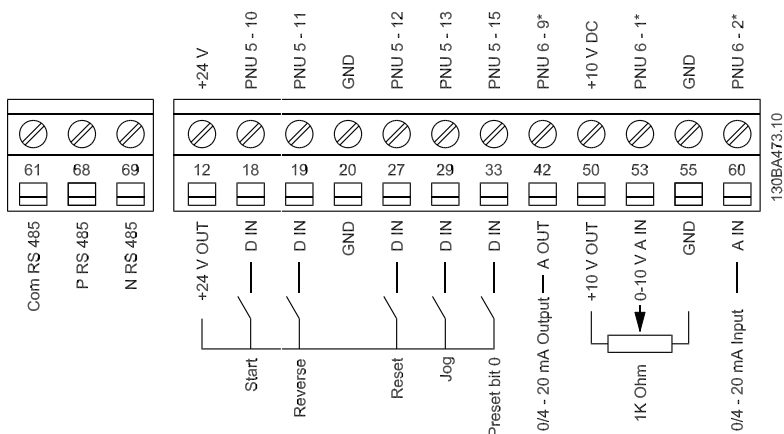 +24 V
PNU 5 - 10
PNU 5 - 11
GND
PNU 5 - 12
PNU 5 - 13
PNU 5 - 15
PNU 6 - 9*
+10 V DC
PNU 6 - 1*
GND
PNU 6 - 2*
61 68 69
12 18 19 20 27 29 33 42 50 53 55 60
130BA473.10
Com RS 485
P RS 485
N RS 485
+24 V OUT
D IN
D IN
GND
D IN
D IN
D IN
0/4 - 20 mA Output A OUT
+10 V OUT
0-10 V A IN
GND
0/4 - 20 mA Input A IN
Start
Reverse
Reset
Jog
Preset bit 0
1K Ohm